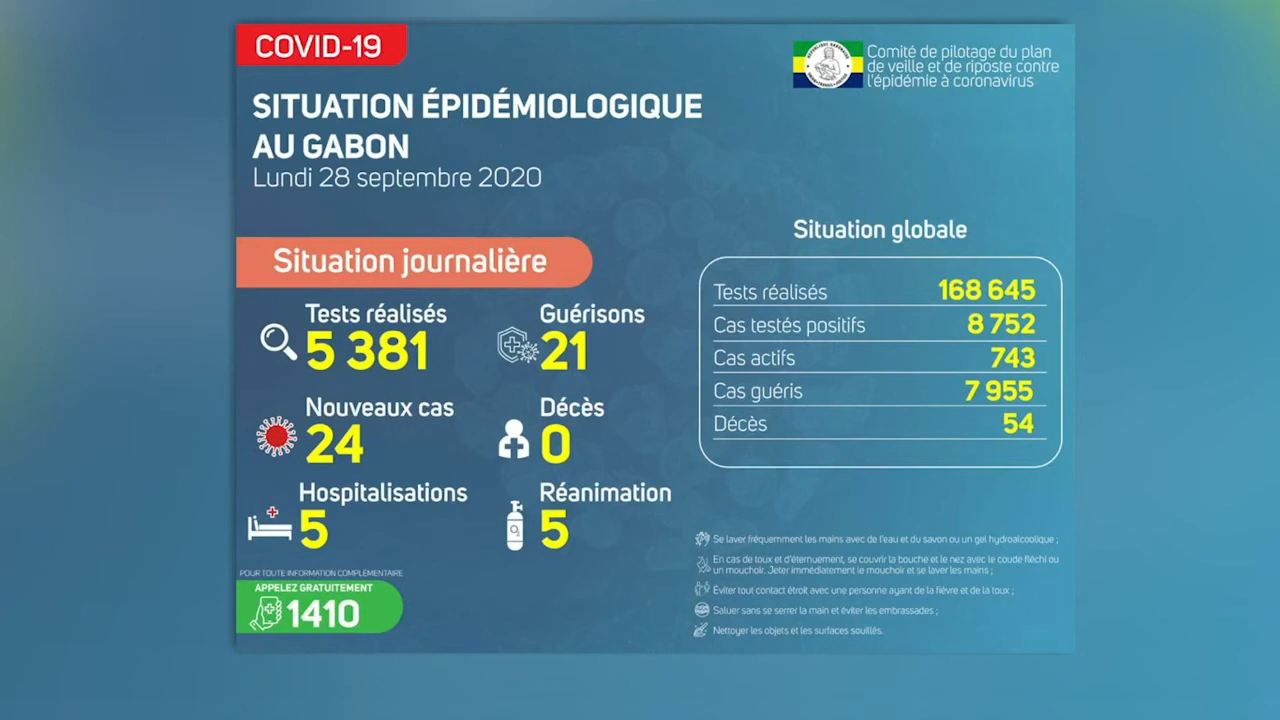 COVID-19
Comité de pilotage du plan
de veille et de riposte contre
l'épidémie à coronavirus
SITUATION ÉPIDÉMIOLOGIQUE
AU GABON
Lundi 28 septembre 2020
Situation journalière
Tests réalisés
5 381
Guérisons
21
Nouveaux cas
24
Décès
0
Hospitalisations
5
Réanimation
5
O₂
POUR TOUTE INFORMATION COMPLÉMENTAIRE
APPELEZ GRATUITEMENT
1410
Situation globale
Tests réalisés 168 645
Cas testés positifs 8 752
Cas actifs 743
Cas guéris 7 955
Décès 54
Se laver fréquemment les mains avec de l'eau et du savon ou un gel hydroalcoolique ;
En cas de toux et d'éternuement, se couvrir la bouche et le nez avec le coude fléchi ou
un mouchoir. Jeter immédiatement le mouchoir et se laver les mains ;
Éviter tout contact étroit avec une personne ayant de la fièvre et de la toux ;
Saluer sans se serrer la main et éviter les embrassades ;
Nettoyer les objets et les surfaces souillés.